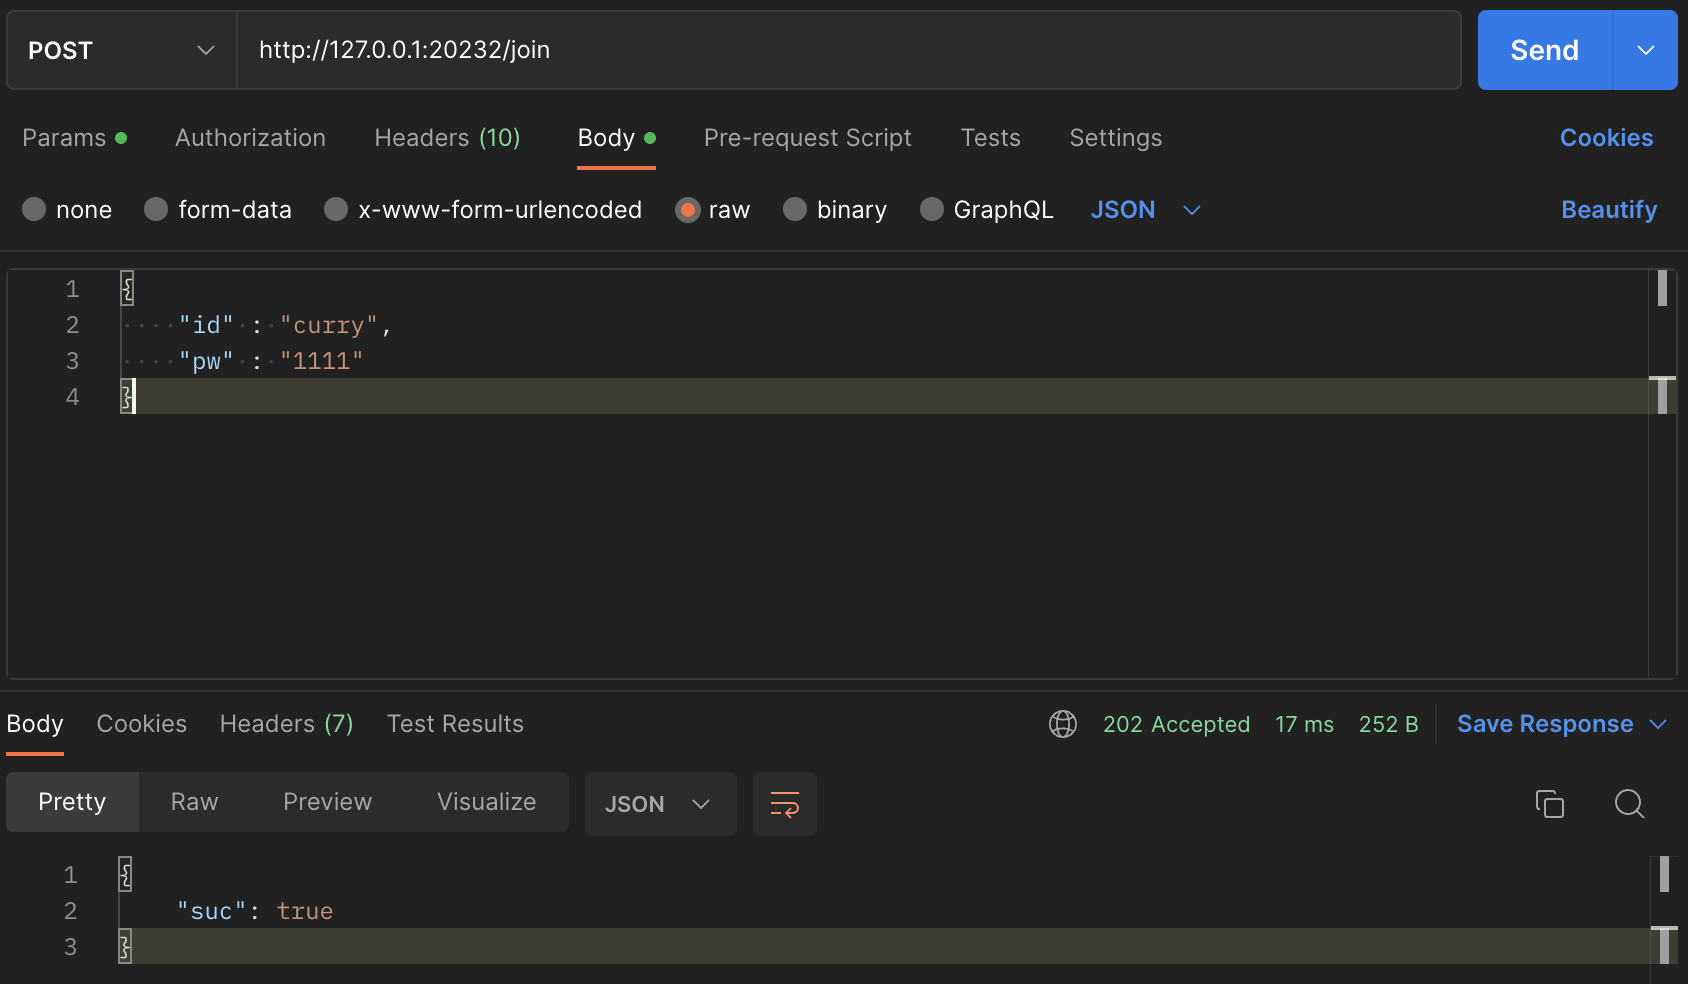 POST http://127.0.0.1:20232/join Send
Params Authorization Headers (10) Body Pre-request Script Tests Settings Cookies
none form-data x-www-form-urlencoded raw binary GraphQL JSON Beautify
1 {
2 "id" : "curry",
3 "pw" : "1111"
4 }
Body Cookies Headers (7) Test Results 202 Accepted 17 ms 252 B Save Response
Pretty Raw Preview Visualize JSON
1 {
2 "suc": true
3 }